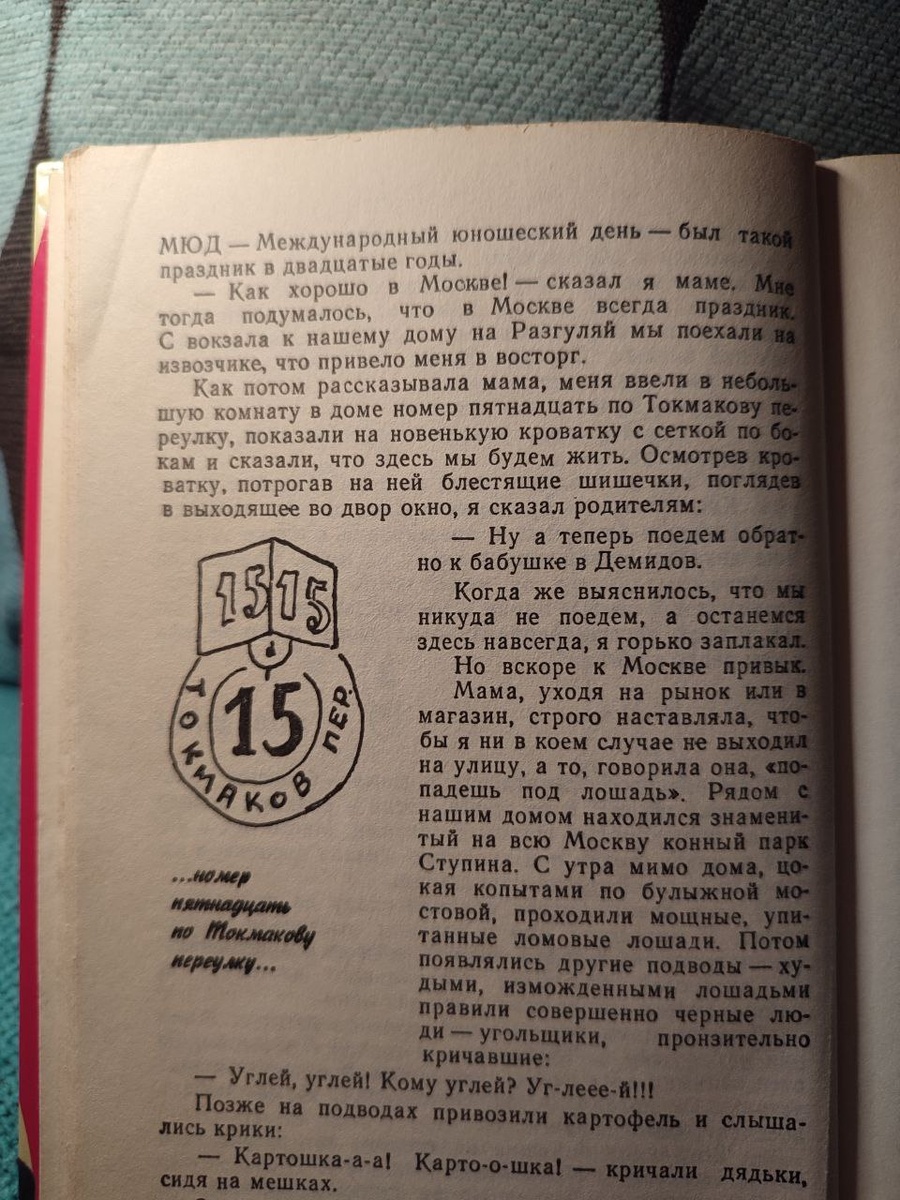 МЮД — Международный юношеский день — был такой
праздник в двадцатые годы.
— Как хорошо в Москве! — сказал я маме. Мне
тогда подумалось, что в Москве всегда праздник.
С вокзала к нашему дому на Разгуляй мы поехали на
извозчике, что привело меня в восторг.
Как потом рассказывала мама, меня ввели в неболь-
шую комнату в доме номер пятнадцать по Токмакову пе-
реулку, показали на новенькую кроватку с сеткой по бо-
кам и сказали, что здесь мы будем жить. Осмотрев кро-
ватку, потрогав на ней блестящие шишечки, поглядев
в выходящее во двор окно, я сказал родителям:
— Ну а теперь поедем обрат-
но к бабушке в Демидов.
Когда же выяснилось, что мы
никуда не поедем, а останемся
здесь навсегда, я горько заплакал.
Но вскоре к Москве привык.
Мама, уходя на рынок или в
магазин, строго наставляла, что-
бы я ни в коем случае не выходил
на улицу, а то, говорила она, «по-
падешь под лошадь». Рядом с
нашим домом находился знамени-
тый на всю Москву конный парк
Ступина. С утра мимо дома, цо-
кая копытами по булыжной мо-
стовой, проходили мощные, упи-
танные ломовые лошади. Потом
появлялись другие подводы — ху-
дыми, изможденными лошадьми
правили совершенно черные лю-
ди — угольщики, пронзительно
кричавшие:
15 15
15
ТОКМАКОВ ПЕР.
...номер
пятнадцать
по Токмакову
переулку...
— Углей, углей! Кому углей? Уг-леее-й!!!
Позже на подводах привозили картофель и слыша-
лись крики:
— Картошка-а-а! Карто-о-шка! — кричали дядьки,
сидя на мешках.